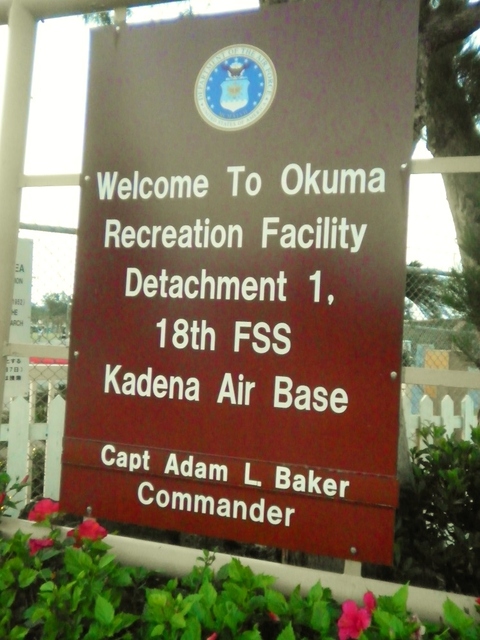 Welcome To Okuma
Recreation Facility
Detachment 1,
18th FSS
Kadena Air Base
Capt Adam L. Baker
Commander